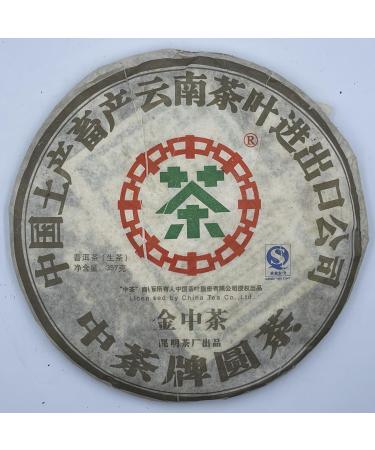 中国土产畜产云南茶叶进出口公司
茶
®
普洱茶（生茶）
净含量：357克
"中茶"商标所有人中国茶叶股份有限公司授权出品
Licensed by China Tea Co., Ltd.
金中茶
昆明茶厂出品
中茶牌圆茶